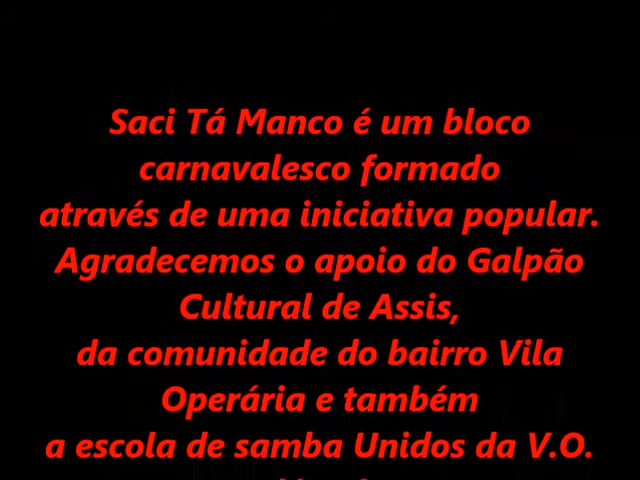 Saci Tá Manco é um bloco
carnavalesco formado
através de uma iniciativa popular.
Agradecemos o apoio do Galpão
Cultural de Assis,
da comunidade do bairro Vila
Operária e também
a escola de samba Unidos da V.O.